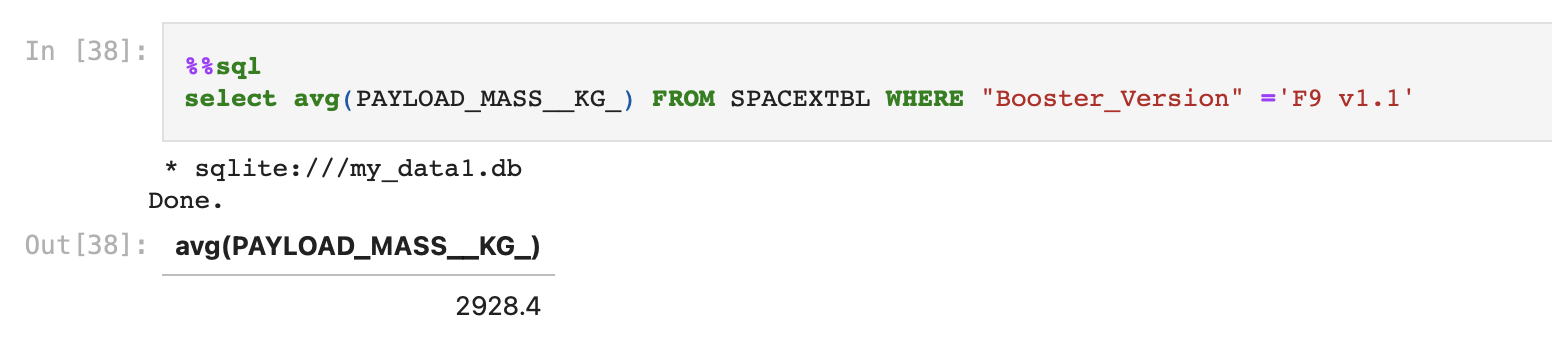 In [38]:
%%sql
select avg(PAYLOAD_MASS__KG_) FROM SPACEXTBL WHERE "Booster_Version" ='F9 v1.1'
* sqlite:///my_data1.db
Done.
Out[38]:
avg(PAYLOAD_MASS__KG_)
2928.4